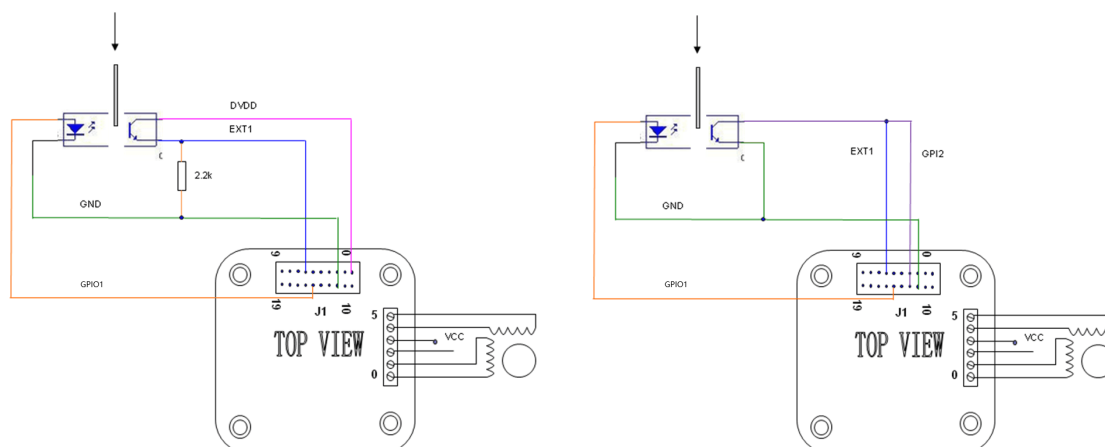 DVDD
EXT1
2.2k
GND
GPIO1
9
0
19
10
J1
TOP VIEW
5
VCC
0
EXT1
GPI2
GND
GPIO1
9
0
19
10
J1
TOP VIEW
5
VCC
0